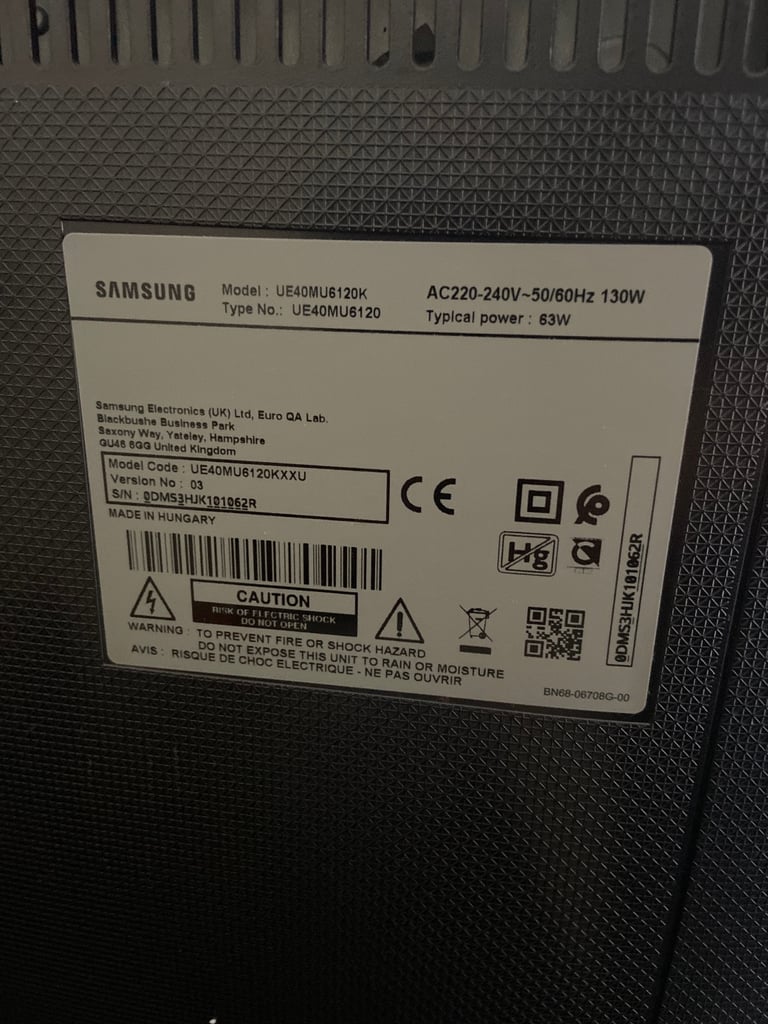 SAMSUNG
Model : UE40MU6120K
Type No.: UE40MU6120
AC220-240V~50/60Hz 130W
Typical power : 63W
Samsung Electronics (UK) Ltd, Euro QA Lab.
Blackbushe Business Park
Saxony Way, Yateley, Hampshire
GU46 6GG United Kingdom
Model Code : UE40MU6120KXXU
Version No : 03
S/N : 0DMS3HJK101062R
MADE IN HUNGARY
CE
Hg
CAUTION
RISK OF ELECTRIC SHOCK
DO NOT OPEN
WARNING : TO PREVENT FIRE OR SHOCK HAZARD
DO NOT EXPOSE THIS UNIT TO RAIN OR MOISTURE
AVIS : RISQUE DE CHOC ELECTRIQUE - NE PAS OUVRIR
BN68-06708G-00
0DMS3HJK101062R